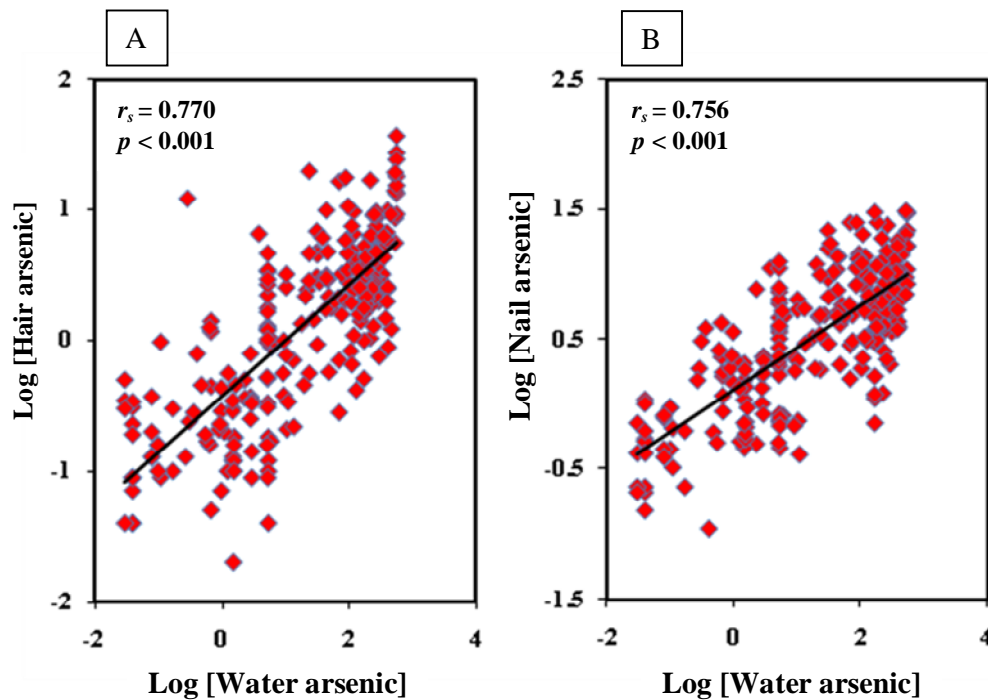 A
2
1
0
-1
-2
r_s = 0.770
p < 0.001
Log [Hair arsenic]
-2 0 2 4
Log [Water arsenic]
B
2.5
1.5
0.5
-0.5
-1.5
r_s = 0.756
p < 0.001
Log [Nail arsenic]
-2 0 2 4
Log [Water arsenic]